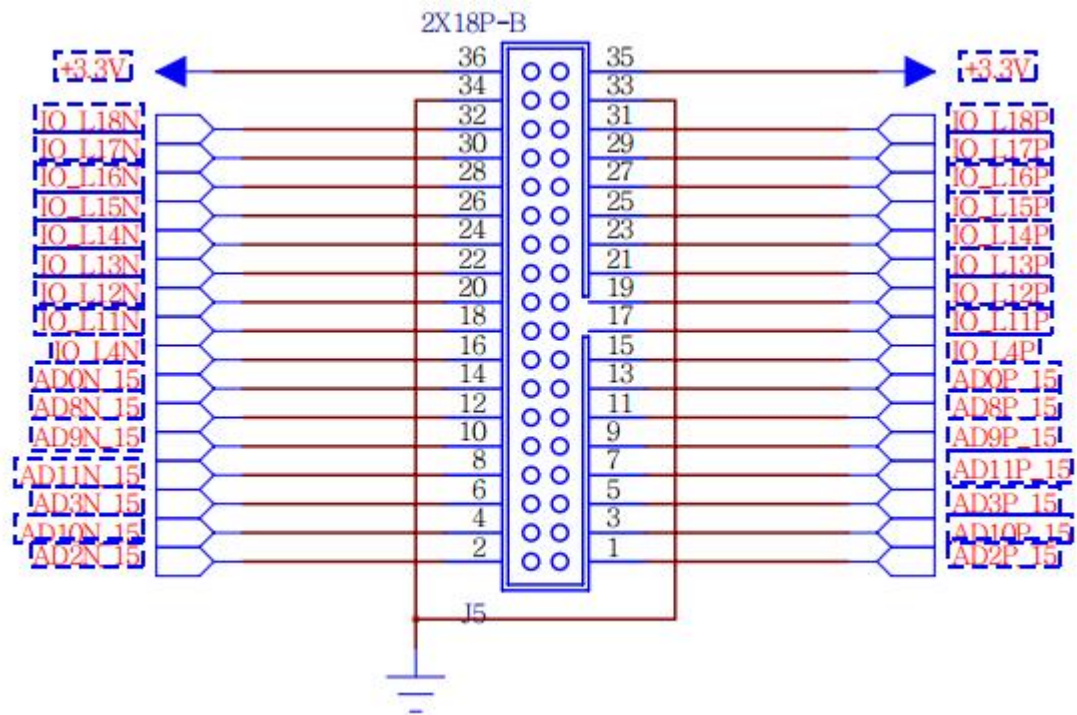 2X18P-B
+3.3V 36 35 +3.3V
34 33
IO_L18N 32 31 IO_L18P
IO_L17N 30 29 IO_L17P
IO_L16N 28 27 IO_L16P
IO_L15N 26 25 IO_L15P
IO_L14N 24 23 IO_L14P
IO_L13N 22 21 IO_L13P
IO_L12N 20 19 IO_L12P
IO_L11N 18 17 IO_L11P
IO_L4N 16 15 IO_L4P
AD0N_15 14 13 AD0P_15
AD8N_15 12 11 AD8P_15
AD9N_15 10 9 AD9P_15
AD11N_15 8 7 AD11P_15
AD3N_15 6 5 AD3P_15
AD10N_15 4 3 AD10P_15
AD2N_15 2 1 AD2P_15
J5